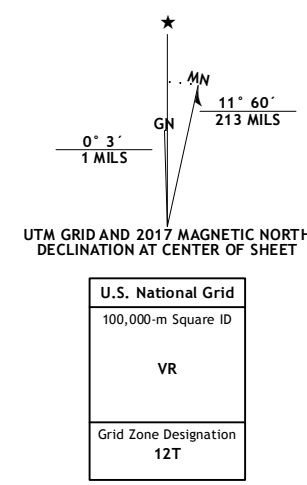 ★
MN
GN
11° 60´
213 MILS
0° 3´
1 MILS
UTM GRID AND 2017 MAGNETIC NORTH
DECLINATION AT CENTER OF SHEET
U.S. National Grid
100,000-m Square ID
VR
Grid Zone Designation
12T